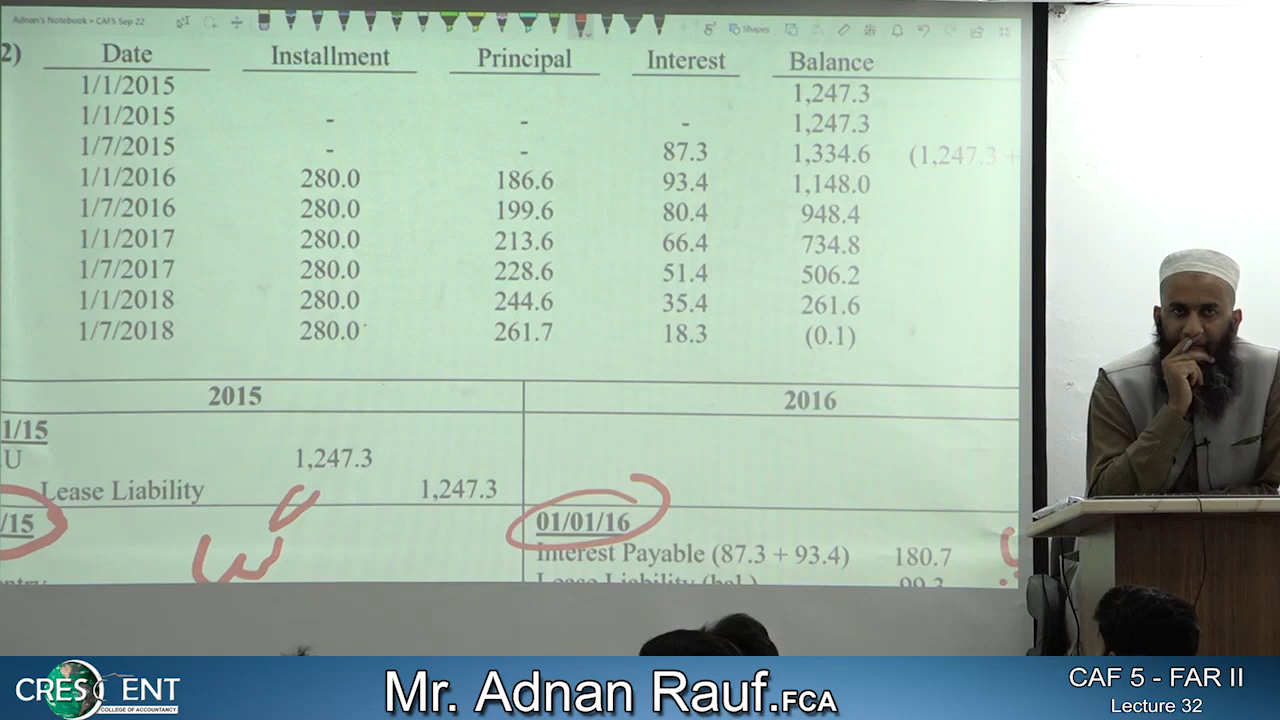 Adnan's Notebook » CAF5 Sep 22
Shapes
2) Date Installment Principal Interest Balance
1/1/2015 1,247.3
1/1/2015 - - - 1,247.3
1/7/2015 - - 87.3 1,334.6 (1,247.3 +
1/1/2016 280.0 186.6 93.4 1,148.0
1/7/2016 280.0 199.6 80.4 948.4
1/1/2017 280.0 213.6 66.4 734.8
1/7/2017 280.0 228.6 51.4 506.2
1/1/2018 280.0 244.6 35.4 261.6
1/7/2018 280.0 261.7 18.3 (0.1)
2015 2016
1/15
.U 1,247.3
Lease Liability 1,247.3
/15 01/01/16
Interest Payable (87.3 + 93.4) 180.7
Lease Liability (bal.) 99.3
CRESCENT
COLLEGE OF ACCOUNTANCY
Mr. Adnan Rauf.FCA
CAF 5 - FAR II
Lecture 32